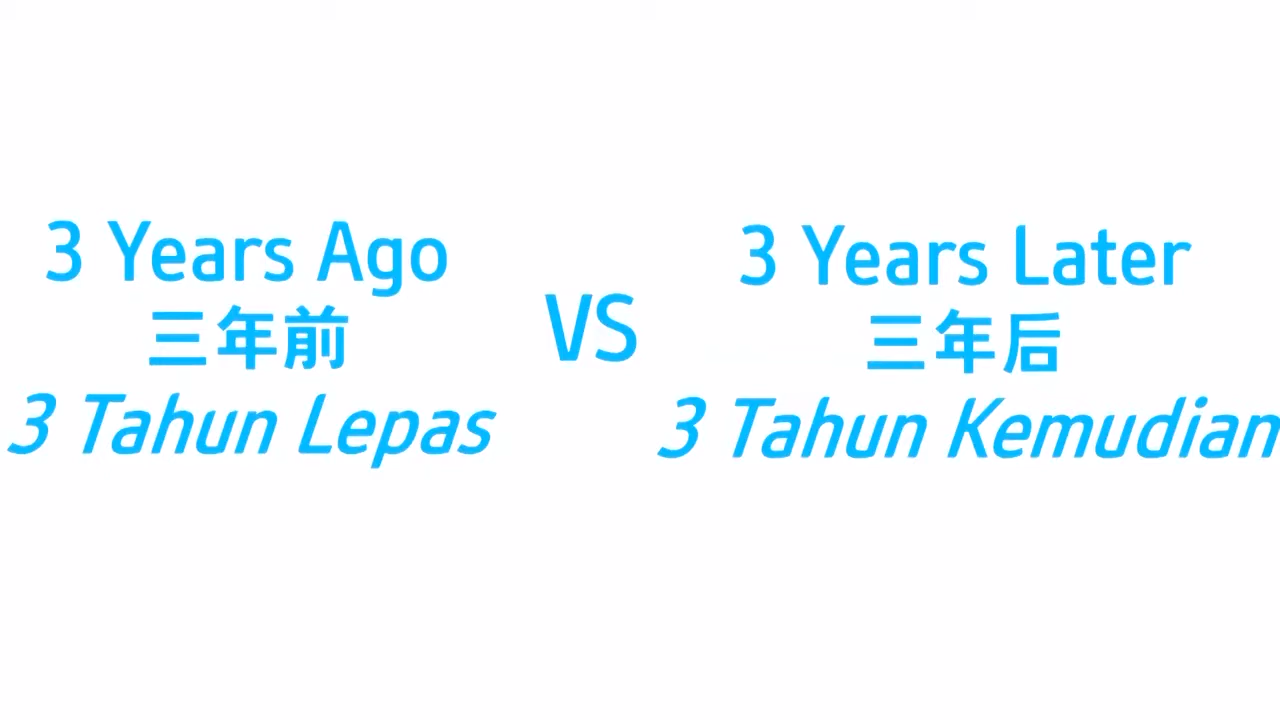 3 Years Ago
三年前
3 Tahun Lepas
VS
3 Years Later
三年后
3 Tahun Kemudian